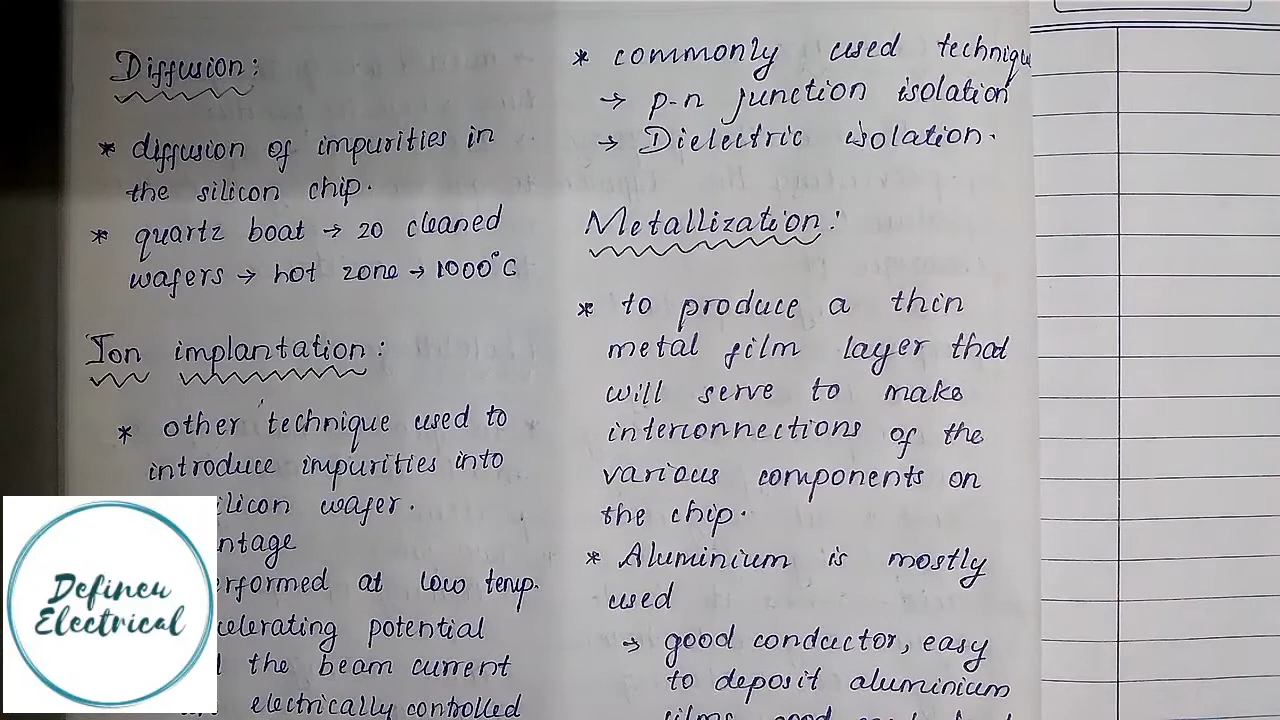 Diffusion:
* diffusion of impurities in
the silicon chip.
* quartz boat → 20 cleaned
wafers → hot zone → 1000°C
Ion implantation:
* other technique used to
introduce impurities into
ilicon wafer.
ntage
erformed at low temp.
celerating potential
the beam current
electrically controlled
* commonly used techniqu
→ p-n junction isolation
→ Dielectric isolation.
Metallization:
* to produce a thin
metal film layer that
will serve to make
interconnections of the
various components on
the chip.
* Aluminium is mostly
used
→ good conductor, easy
to deposit aluminium
films, good
Defineu
Electrical